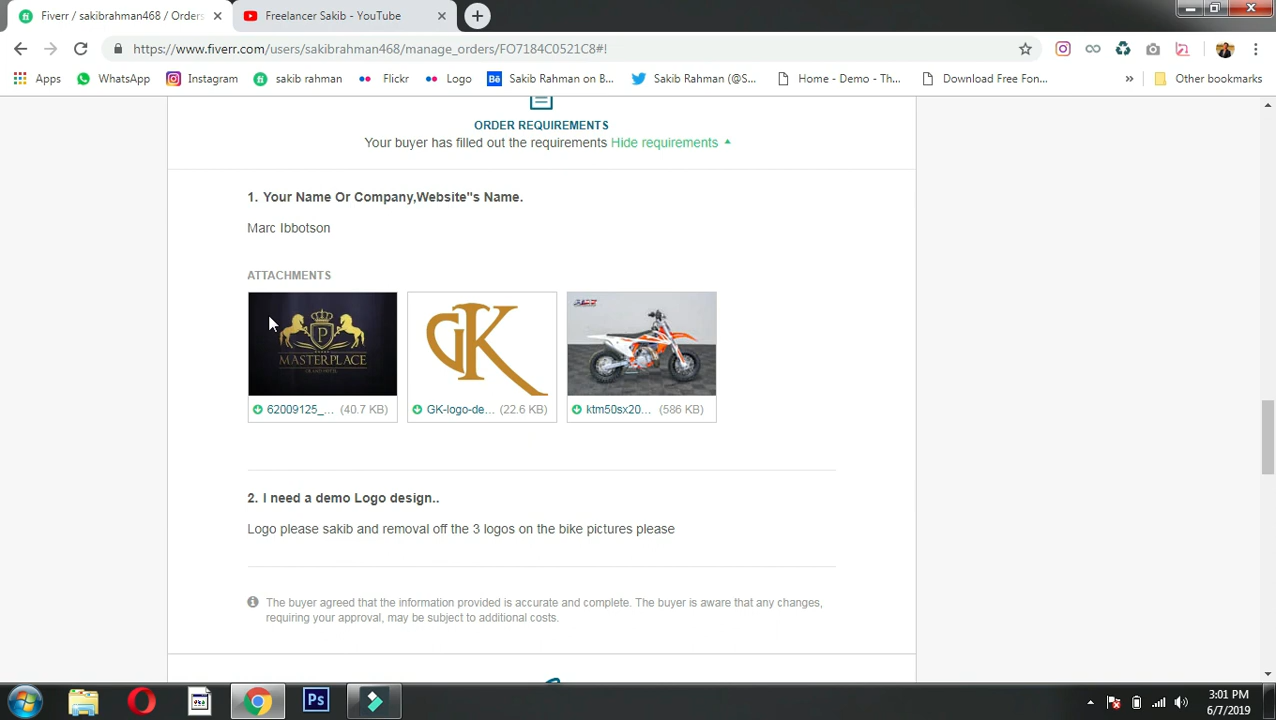 Fiverr / sakibrahman468 / Orders
Freelancer Sakib - YouTube
https://www.fiverr.com/users/sakibrahman468/manage_orders/FO7184C0521C8#!
Apps
WhatsApp
Instagram
sakib rahman
Flickr
Logo
Bē
Sakib Rahman on B...
Sakib Rahman (@S...
Home - Demo - Th...
Download Free Fon...
»
Other bookmarks
ORDER REQUIREMENTS
Your buyer has filled out the requirements Hide requirements
1. Your Name Or Company,Website"s Name.
Marc Ibbotson
ATTACHMENTS
P
MASTERPLACE
GK
62009125_... (40.7 KB)
GK-logo-de... (22.6 KB)
ktm50sx20... (586 KB)
2. I need a demo Logo design..
Logo please sakib and removal off the 3 logos on the bike pictures please
The buyer agreed that the information provided is accurate and complete. The buyer is aware that any changes,
requiring your approval, may be subject to additional costs.
Ps
3:01 PM
6/7/2019